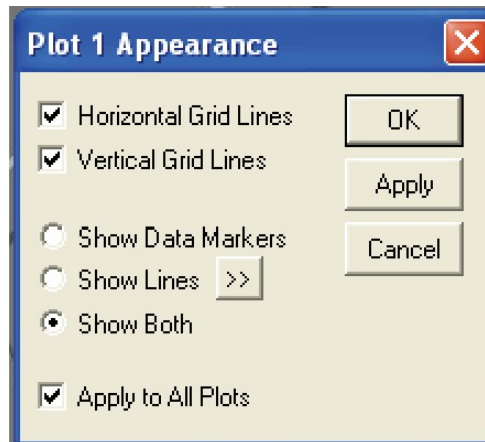 Plot 1 Appearance
Horizontal Grid Lines
Vertical Grid Lines
Show Data Markers
Show Lines >>
Show Both
Apply to All Plots
OK
Apply
Cancel